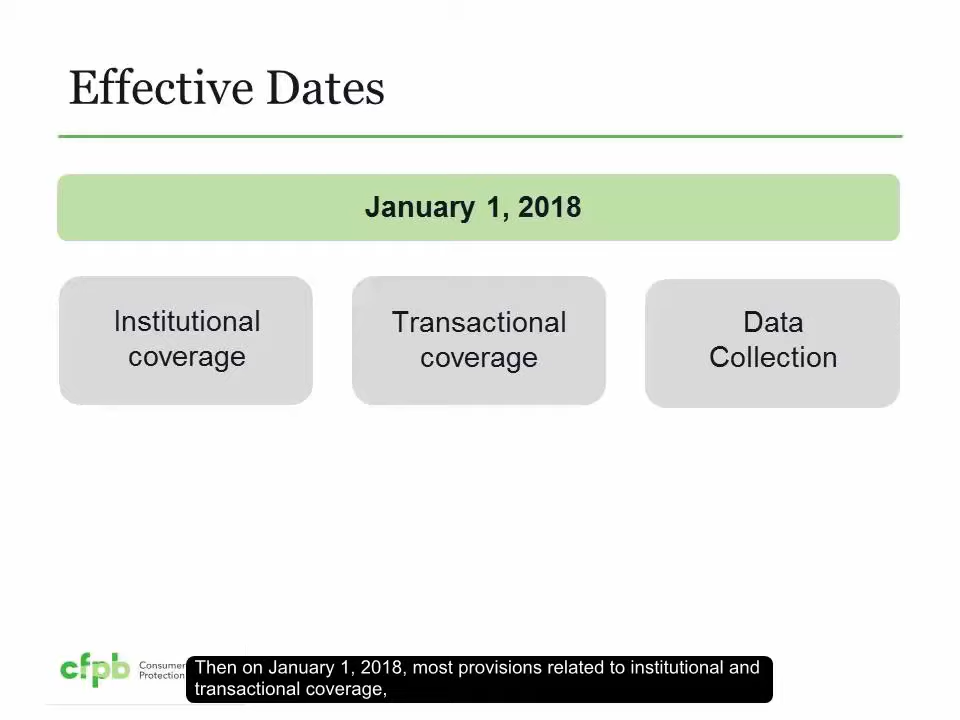 Effective Dates
January 1, 2018
Institutional
coverage
Transactional
coverage
Data
Collection
cfpb
Consumer
Protection
Then on January 1, 2018, most provisions related to institutional and
transactional coverage,